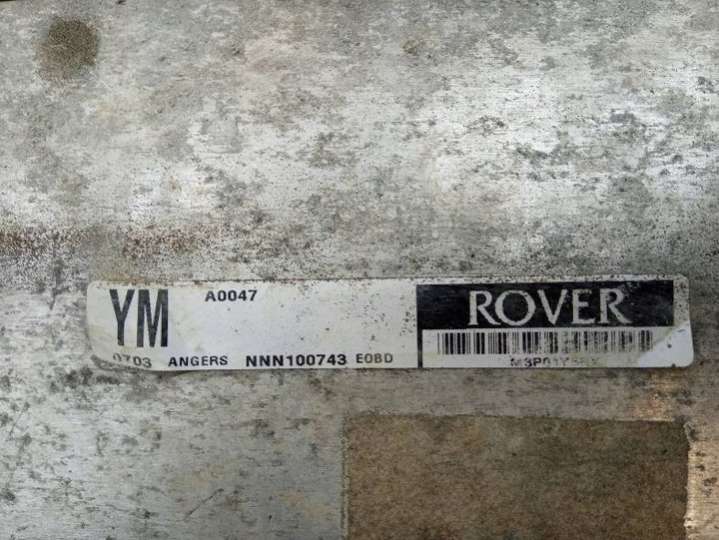 YM
A0047
0703 ANGERS NNN100743 EOBD
ROVER